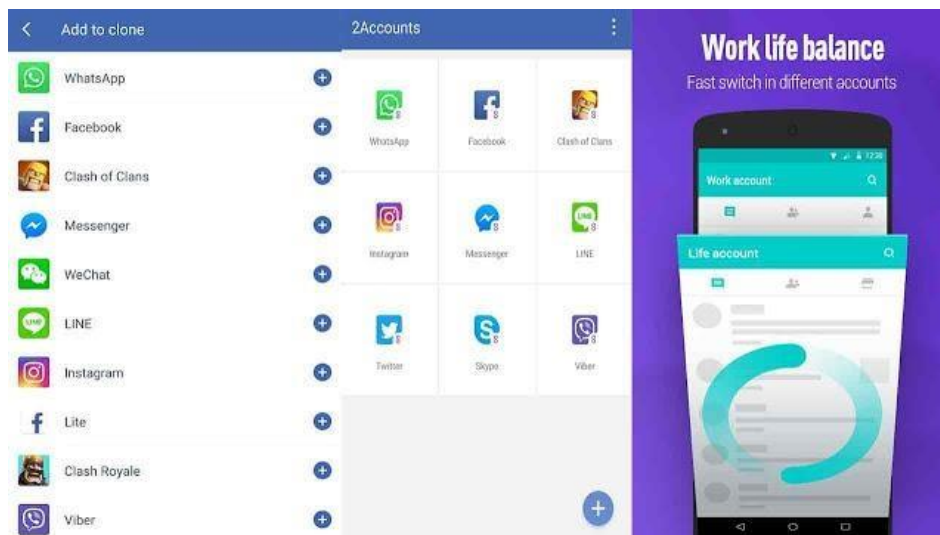 Add to clone
WhatsApp
Facebook
Clash of Clans
Messenger
WeChat
LINE
Instagram
Lite
Clash Royale
Viber
2Accounts
WhatsApp
Facebook
Clash of Clans
Instagram
Messenger
LINE
Twitter
Skype
Viber
Work life balance
Fast switch in different accounts
Work account
Life account